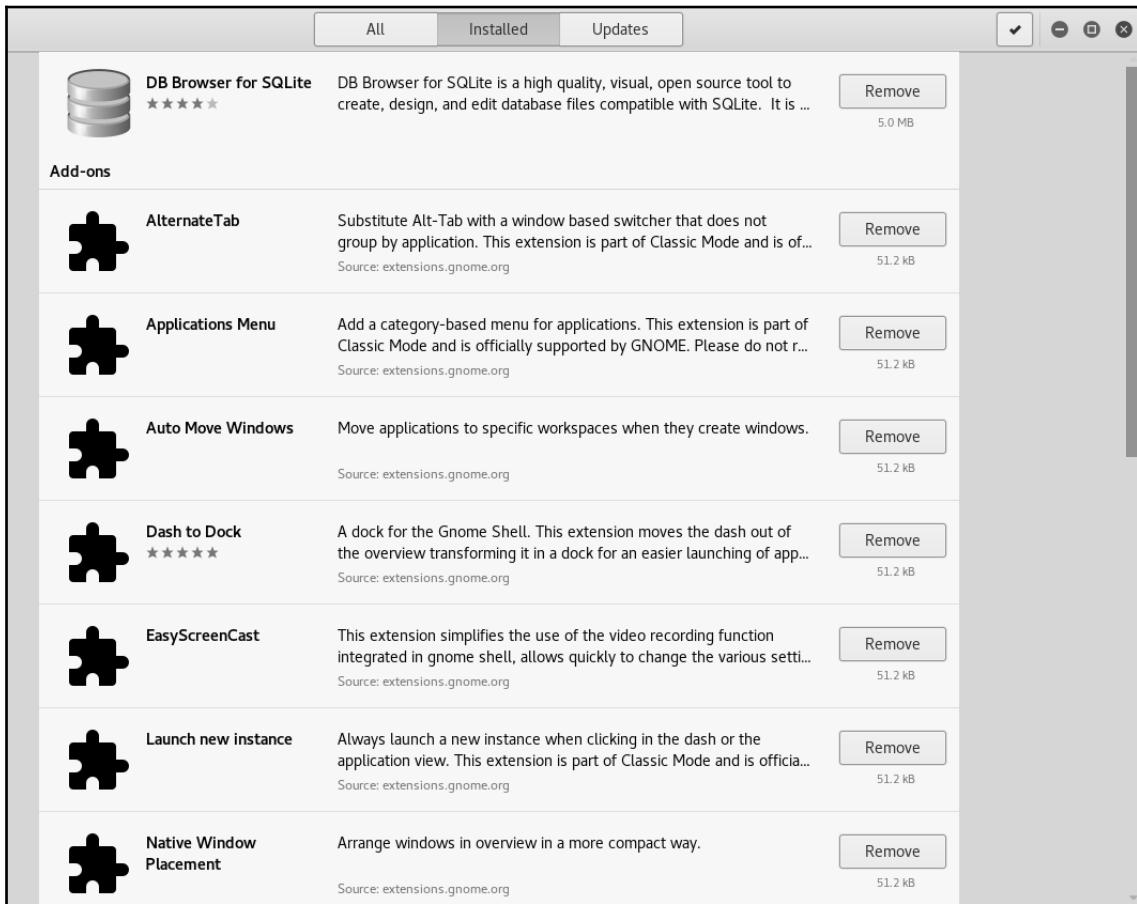 All Installed Updates
DB Browser for SQLite
DB Browser for SQLite is a high quality, visual, open source tool to
create, design, and edit database files compatible with SQLite. It is ...
Remove
5.0 MB
Add-ons
AlternateTab
Substitute Alt-Tab with a window based switcher that does not
group by application. This extension is part of Classic Mode and is of...
Source: extensions.gnome.org
Remove
51.2 kB
Applications Menu
Add a category-based menu for applications. This extension is part of
Classic Mode and is officially supported by GNOME. Please do not r...
Source: extensions.gnome.org
Remove
51.2 kB
Auto Move Windows
Move applications to specific workspaces when they create windows.
Source: extensions.gnome.org
Remove
51.2 kB
Dash to Dock
A dock for the Gnome Shell. This extension moves the dash out of
the overview transforming it in a dock for an easier launching of app...
Source: extensions.gnome.org
Remove
51.2 kB
EasyScreenCast
This extension simplifies the use of the video recording function
integrated in gnome shell, allows quickly to change the various setti...
Source: extensions.gnome.org
Remove
51.2 kB
Launch new instance
Always launch a new instance when clicking in the dash or the
application view. This extension is part of Classic Mode and is officia...
Source: extensions.gnome.org
Remove
51.2 kB
Native Window
Placement
Arrange windows in overview in a more compact way.
Source: extensions.gnome.org
Remove
51.2 kB